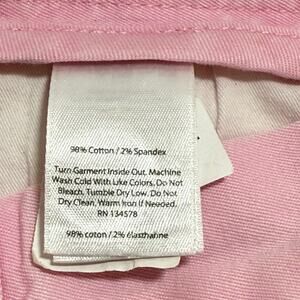 98% Cotton / 2% Spandex
Turn Garment Inside Out. Machine
Wash Cold With Like Colors. Do Not
Bleach. Tumble Dry Low. Do Not
Dry Clean. Warm Iron if Needed.
RN 134578
98% coton / 2% élasthanne